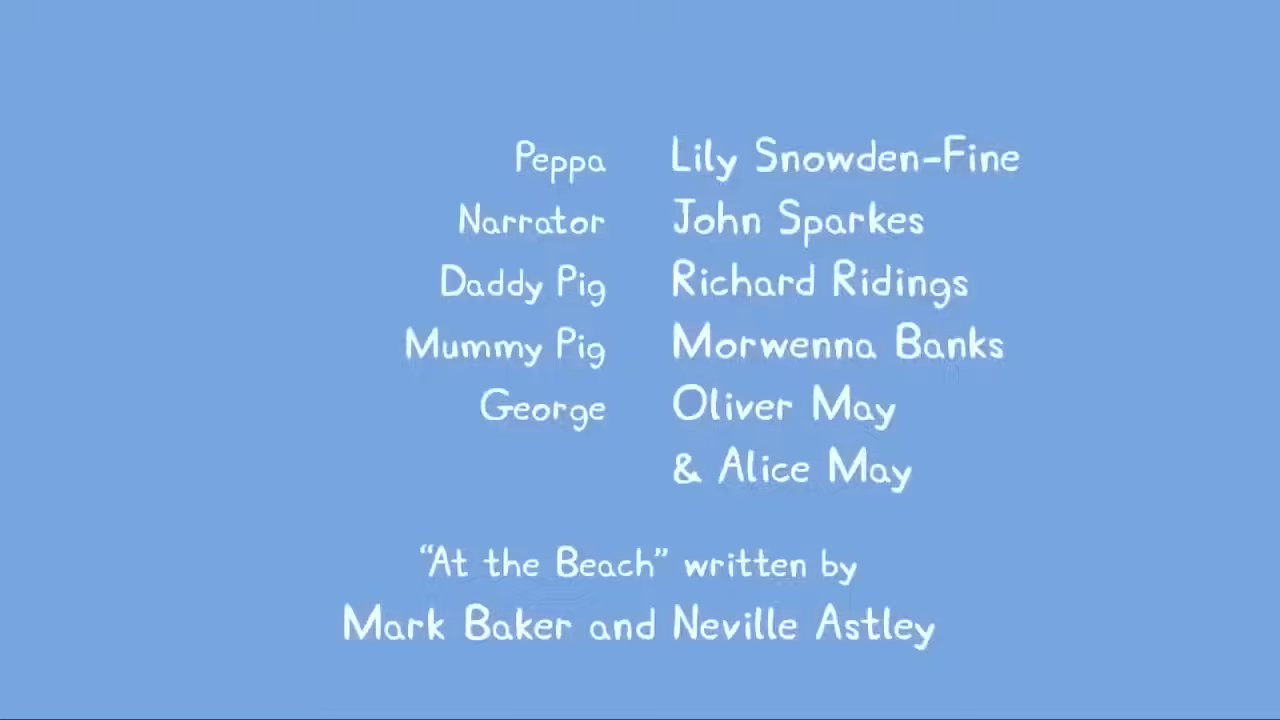 Peppa Lily Snowden-Fine
Narrator John Sparkes
Daddy Pig Richard Ridings
Mummy Pig Morwenna Banks
George Oliver May
& Alice May
“At the Beach” written by
Mark Baker and Neville Astley